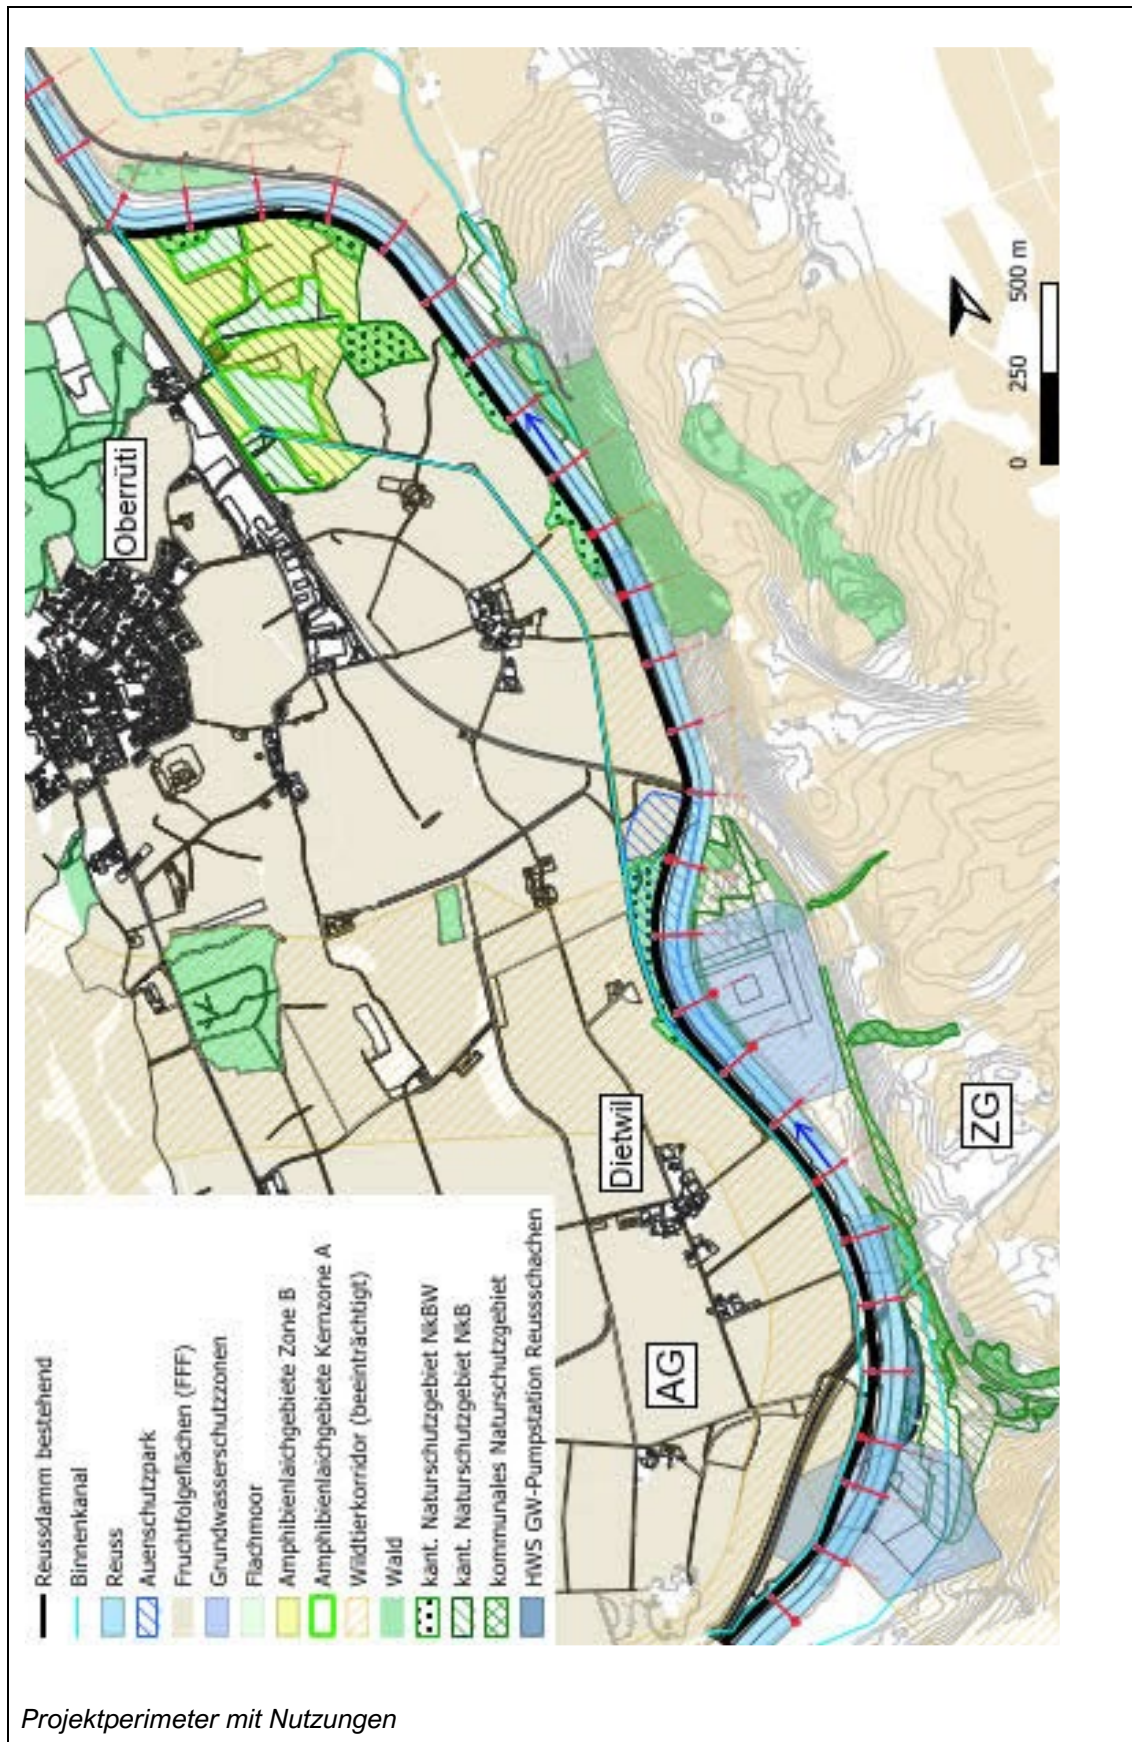 Reussdamm bestehend
Binnenkanal
Reuss
Auenschutzpark
Fruchtfolgeflächen (FFF)
Grundwasserschutzzonen
Flachmoor
Amphibienlaichgebiete Zone B
Amphibienlaichgebiete Kernzone A
Wildtierkorridor (beeinträchtigt)
Wald
kant. Naturschutzgebiet NkBW
kant. Naturschutzgebiet NkB
kommunales Naturschutzgebiet
HWS GW-Pumpstation Reussschachen
AG
Dietwil
Oberrüti
ZG
0 250 500 m
Projektperimeter mit Nutzungen